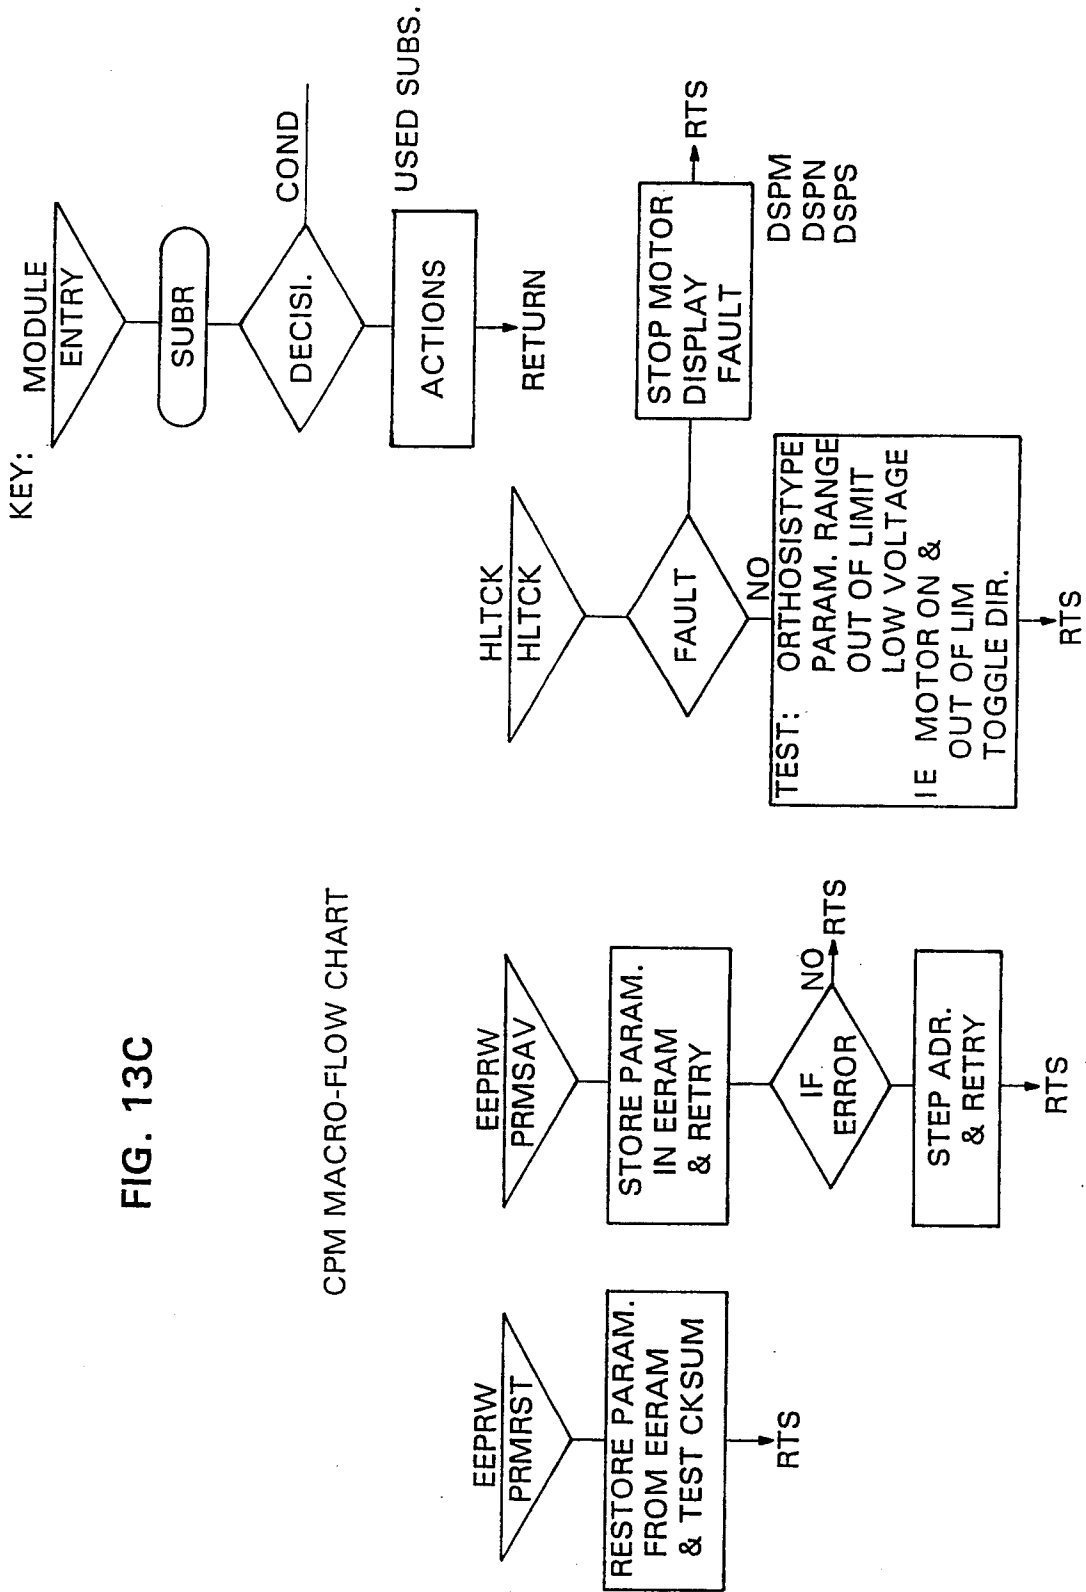 FIG. 13C
CPM MACRO-FLOW CHART
EEPRW
PRMRST
RESTORE PARAM.
FROM EERAM
& TEST CKSUM
RTS
EEPRW
PRMSAV
STORE PARAM.
IN EERAM
& RETRY
IF
ERROR
NO
RTS
STEP ADR.
& RETRY
RTS
HLTCK
HLTCK
FAULT
NO
STOP MOTOR
DISPLAY
FAULT
RTS
DSPM
DSPN
DSPS
TEST: ORTHOSISTYPE
PARAM. RANGE
OUT OF LIMIT
LOW VOLTAGE
IE MOTOR ON &
OUT OF LIM
TOGGLE DIR.
RTS
KEY:
MODULE
ENTRY
SUBR
DECISI.
COND
ACTIONS
USED SUBS.
RETURN